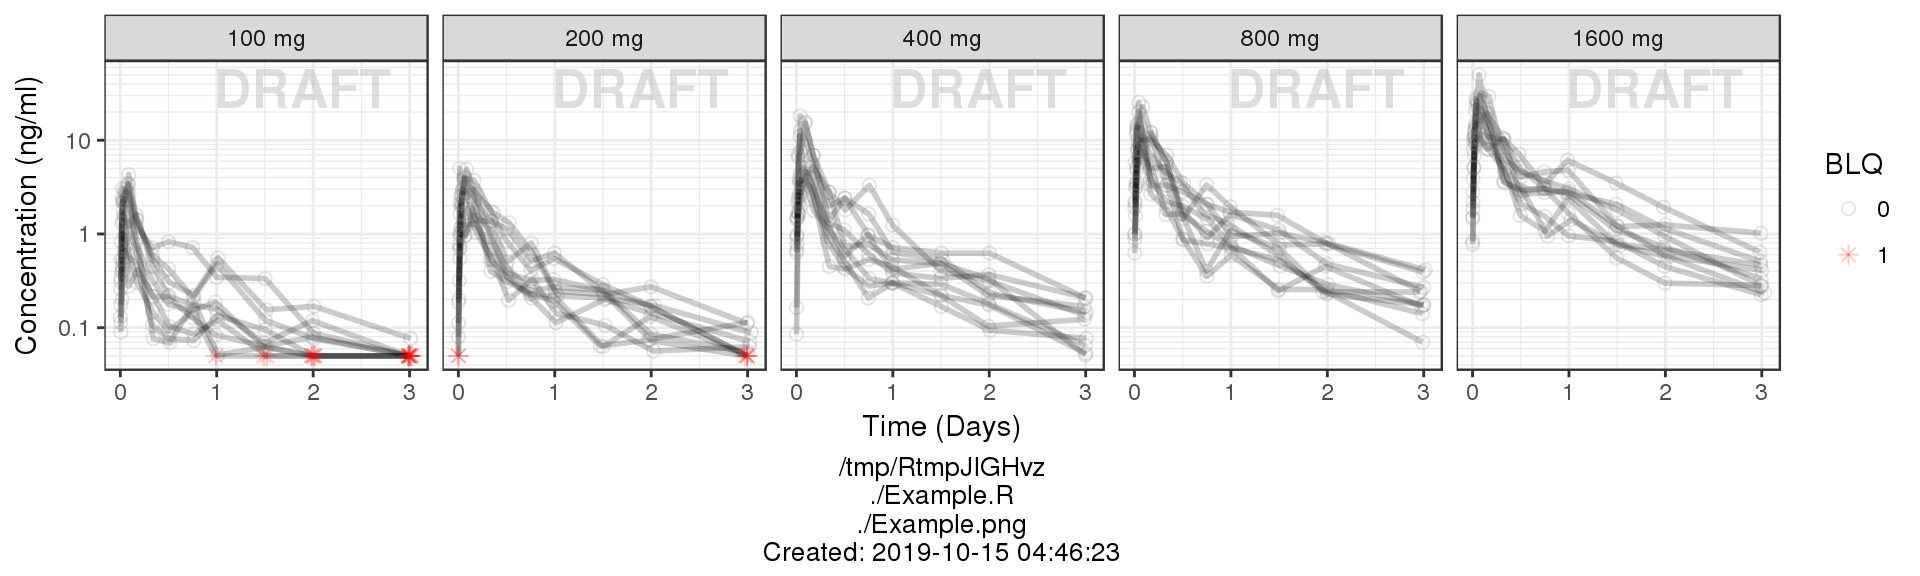 100 mg 200 mg 400 mg 800 mg 1600 mg
DRAFT DRAFT DRAFT DRAFT DRAFT
Concentration (ng/ml)
10
1
0.1
0 1 2 3 0 1 2 3 0 1 2 3 0 1 2 3 0 1 2 3
Time (Days)
BLQ
0
1
/tmp/RtmpJIGHvz
./Example.R
./Example.png
Created: 2019-10-15 04:46:23